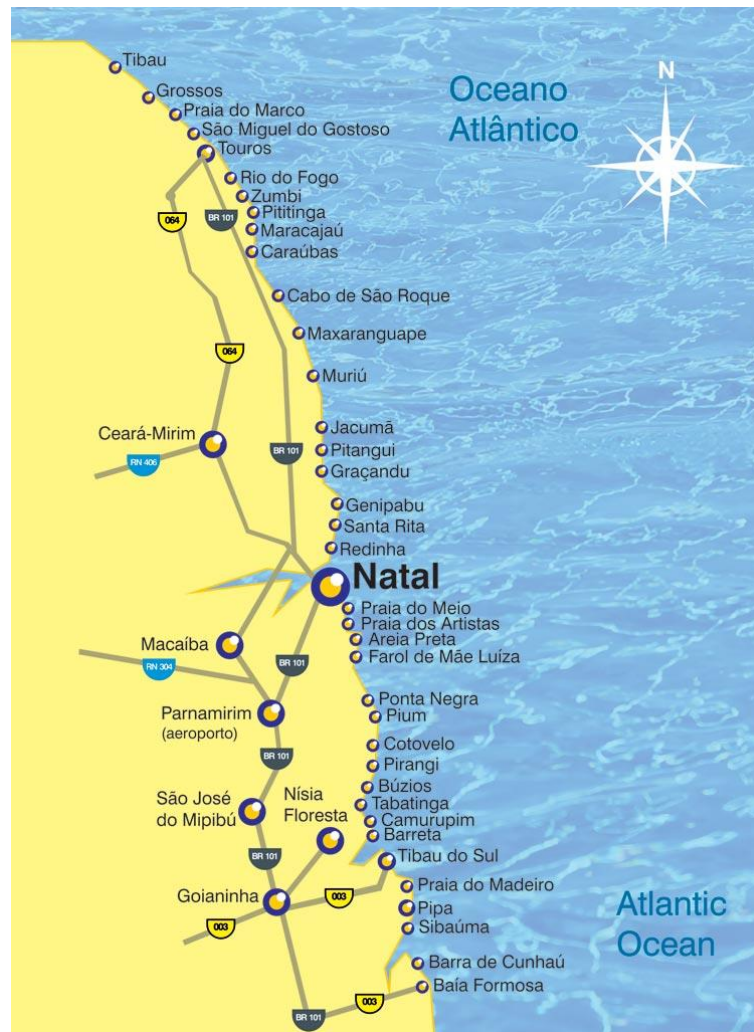 Tibau
Grossos
Praia do Marco
São Miguel do Gostoso
Touros
N
Oceano
Atlântico
Rio do Fogo
Zumbi
Pititinga
Maracajaú
Caraúbas
064
BR 101
Cabo de São Roque
Maxaranguape
064
Muriú
Ceará-Mirim
Jacumã
Pitangui
Graçandu
BR 101
RN 406
Genipabu
Santa Rita
Redinha
Natal
Praia do Meio
Praia dos Artistas
Areia Preta
Farol de Mãe Luíza
Macaíba
RN 304
BR 101
Ponta Negra
Pium
Parnamirim
(aeroporto)
Cotovelo
Pirangi
BR 101
Búzios
Tabatinga
Camurupim
Barreta
São José
do Mipibú
Nísia
Floresta
Tibau do Sul
BR 101
Praia do Madeiro
Pipa
Sibaúma
Goianinha
003
003
Atlantic
Ocean
Barra de Cunhaú
Baía Formosa
003
BR 101